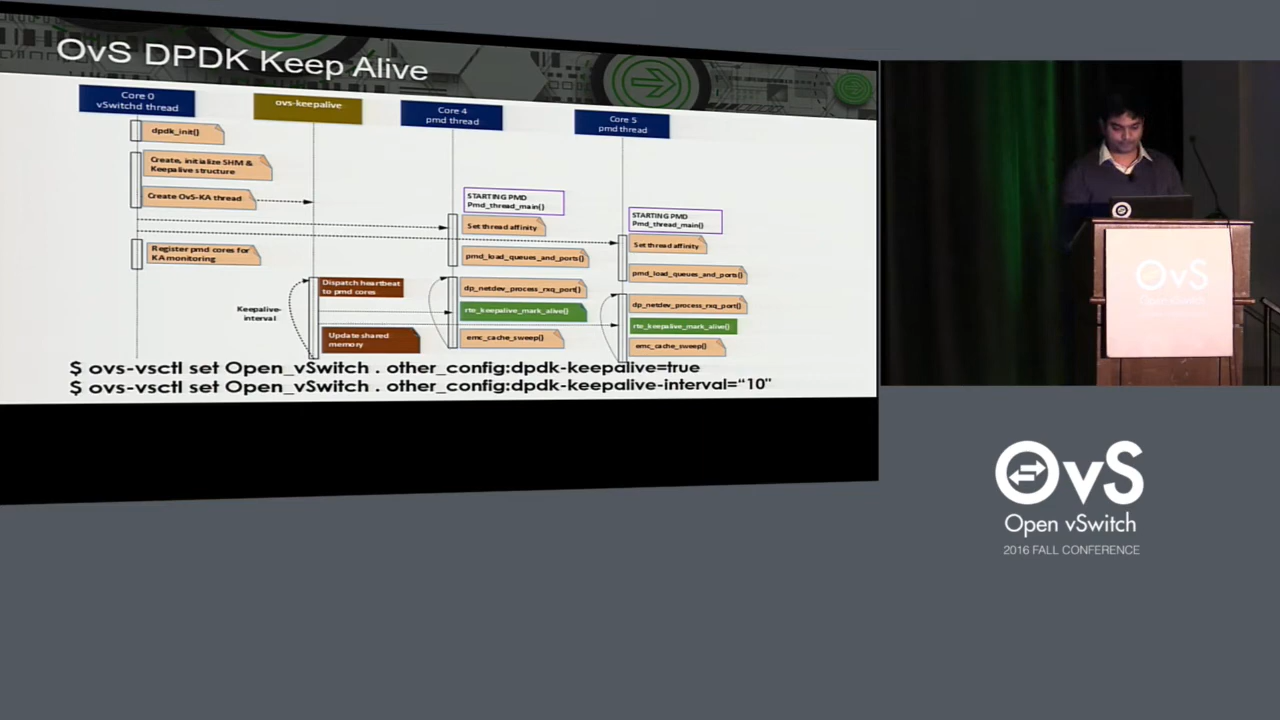 OvS DPDK Keep Alive
Core 0
vSwitchd thread
ovs-keepalive
Core 4
pmd thread
Core 5
pmd thread
dpdk_init()
Create, initialize SHM &
Keepalive structure
Create OvS-KA thread
STARTING PMD
Pmd_thread_main()
STARTING PMD
Pmd_thread_main()
Set thread affinity
Set thread affinity
Register pmd cores for
KA monitoring
pmd_load_queues_and_ports()
pmd_load_queues_and_ports()
Dispatch heartbeat
to pmd cores
dp_netdev_process_rxq_port()
dp_netdev_process_rxq_port()
Keepalive-
interval
rte_keepalive_mark_alive()
rte_keepalive_mark_alive()
Update shared
memory
emc_cache_sweep()
emc_cache_sweep()
$ ovs-vsctl set Open_vSwitch . other_config:dpdk-keepalive=true
$ ovs-vsctl set Open_vSwitch . other_config:dpdk-keepalive-interval=“10”
OvS
OvS
Open vSwitch
2016 FALL CONFERENCE